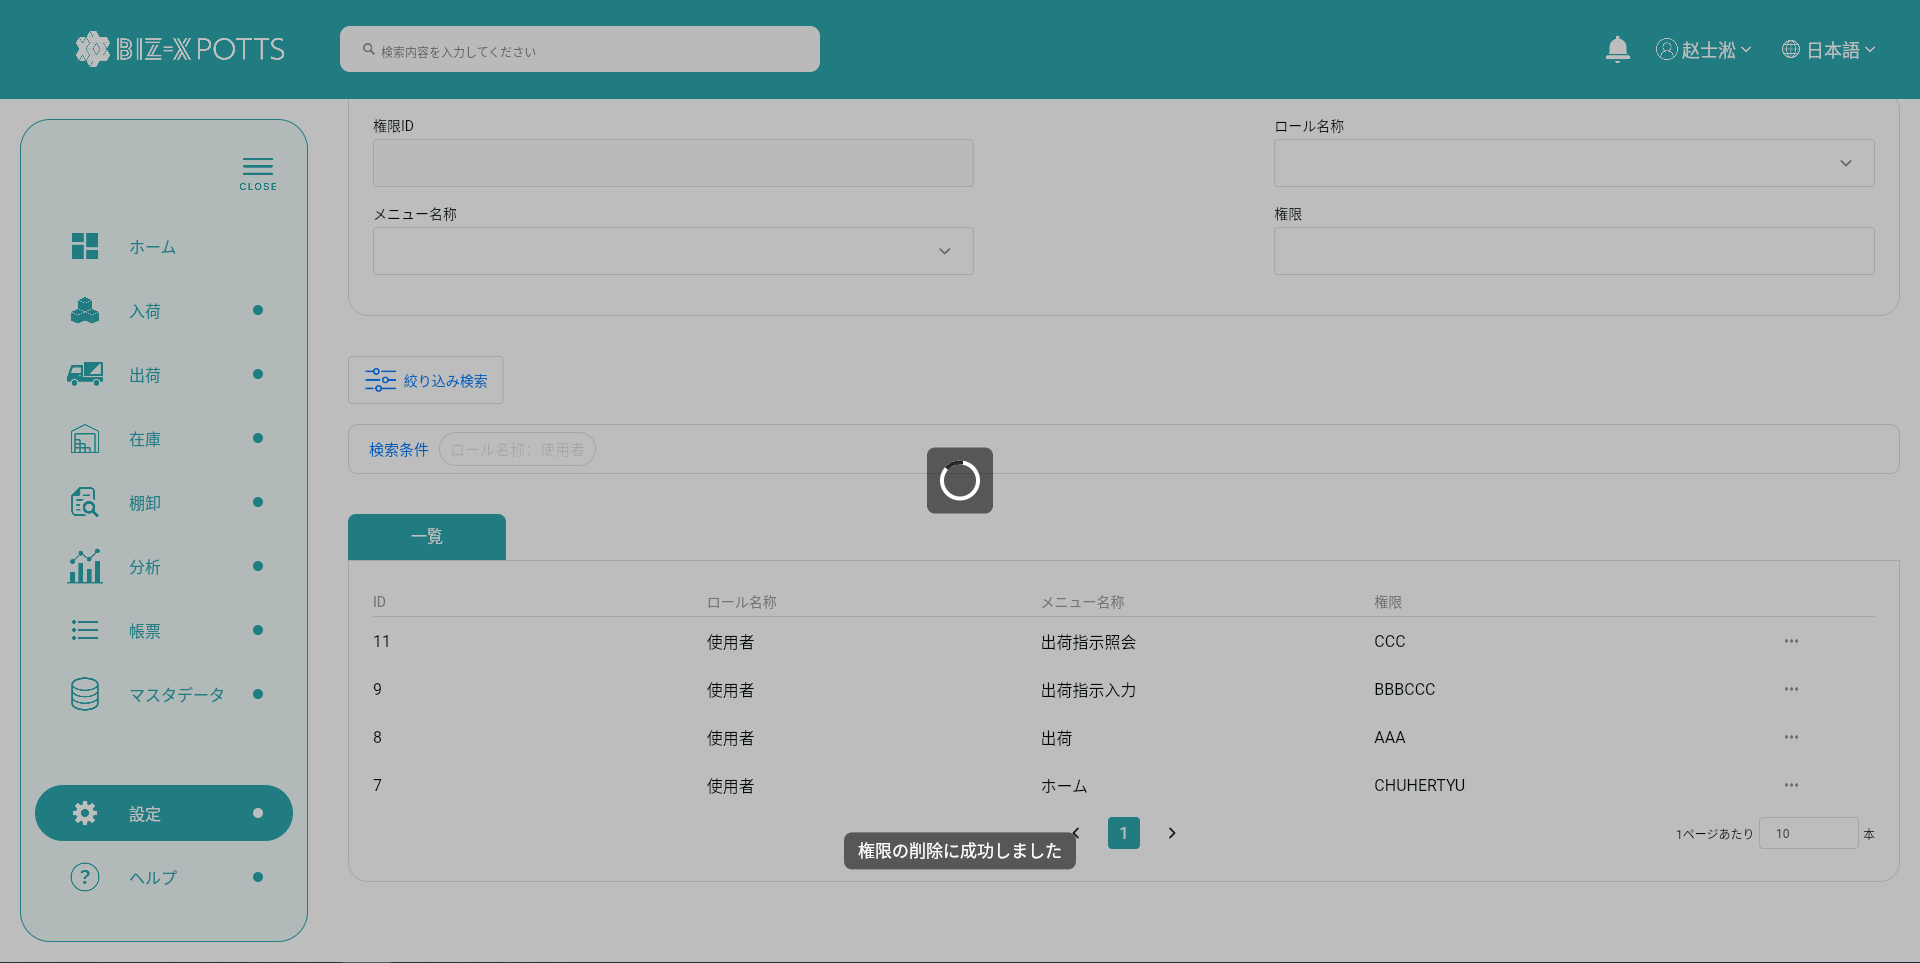 BIZ=X POTTS
検索内容を入力してください
赵士淞
日本語
CLOSE
ホーム
入荷
出荷
在庫
棚卸
分析
帳票
マスタデータ
設定
ヘルプ
権限ID
ロール名称
メニュー名称
権限
絞り込み検索
検索条件
ロール名称: 使用者
一覧
ID ロール名称 メニュー名称 権限
11 使用者 出荷指示照会 CCC
9 使用者 出荷指示入力 BBBCCC
8 使用者 出荷 AAA
7 使用者 ホーム CHUHERTYU
1
1ページあたり 10 本
権限の削除に成功しました